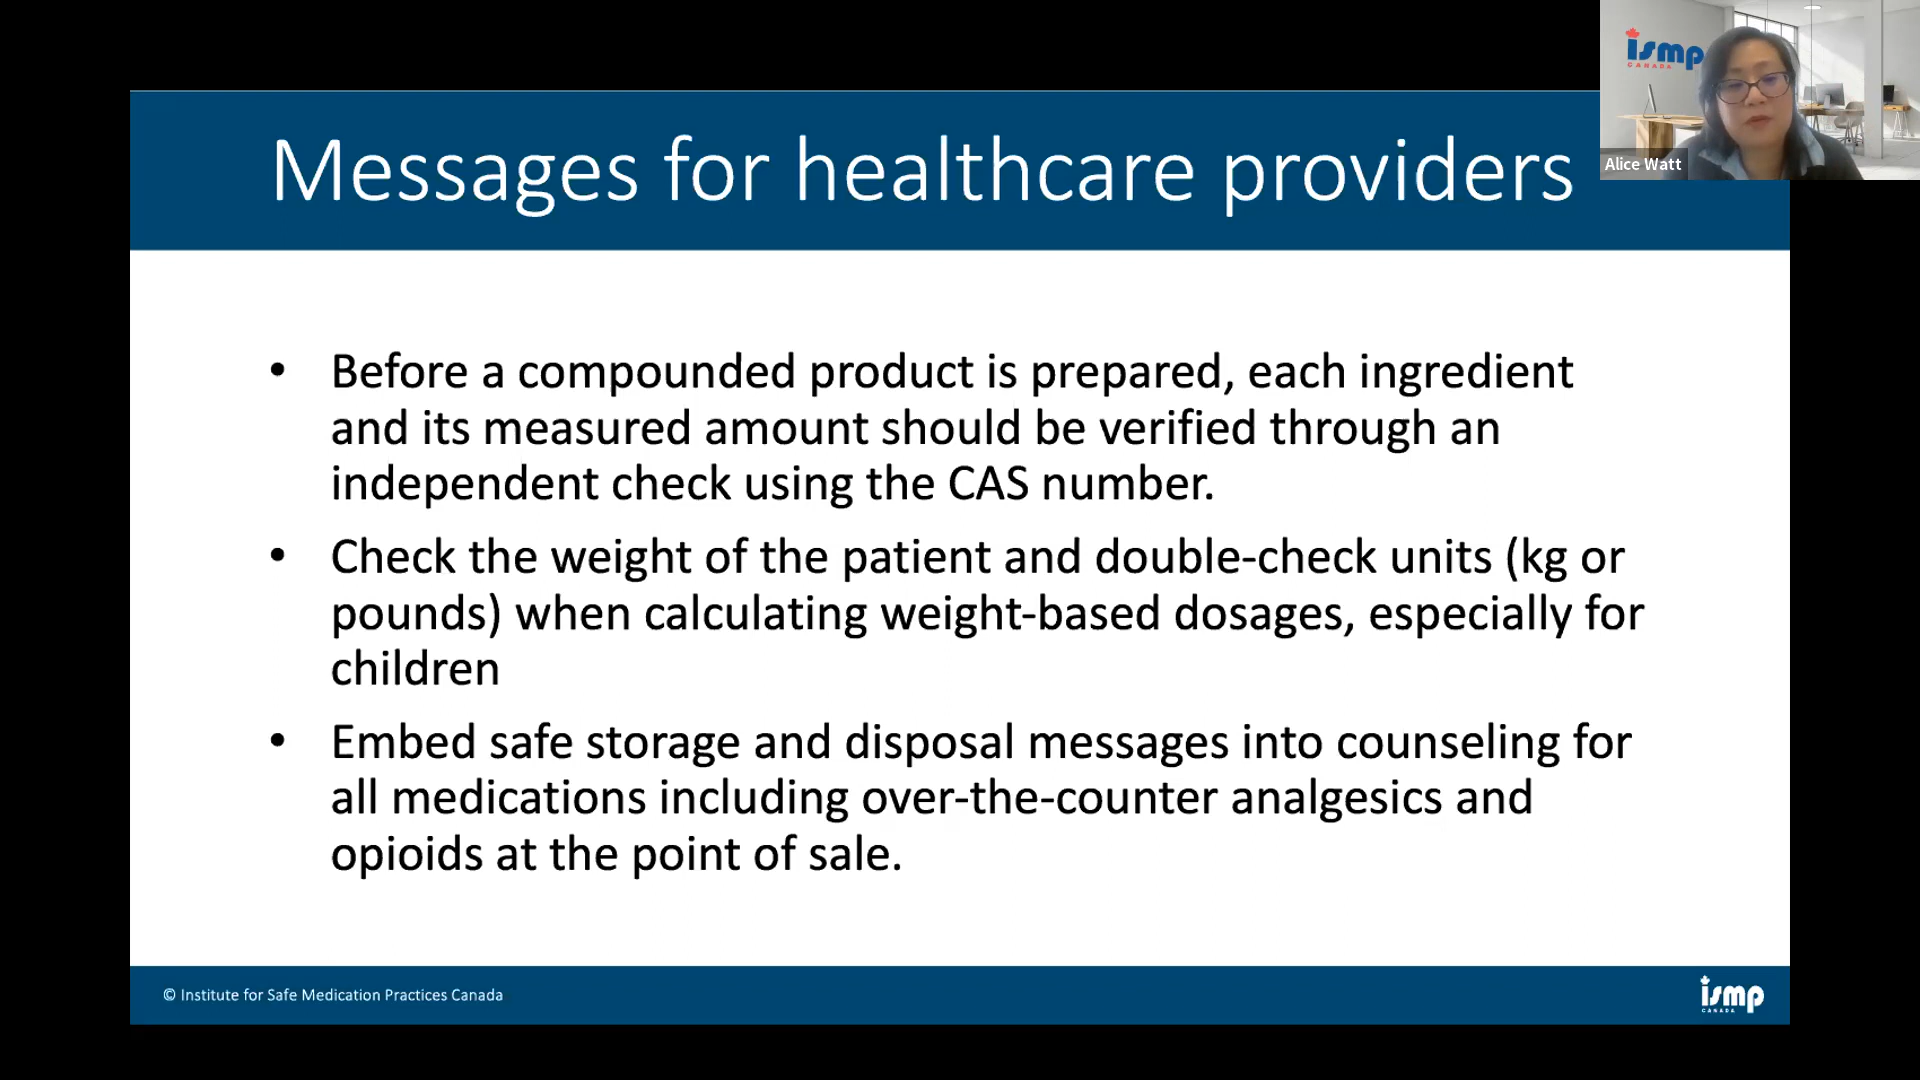 ismp
CANADA
Alice Watt
Messages for healthcare providers
• Before a compounded product is prepared, each ingredient
and its measured amount should be verified through an
independent check using the CAS number.
• Check the weight of the patient and double-check units (kg or
pounds) when calculating weight-based dosages, especially for
children
• Embed safe storage and disposal messages into counseling for
all medications including over-the-counter analgesics and
opioids at the point of sale.
© Institute for Safe Medication Practices Canada
ismp
CANADA